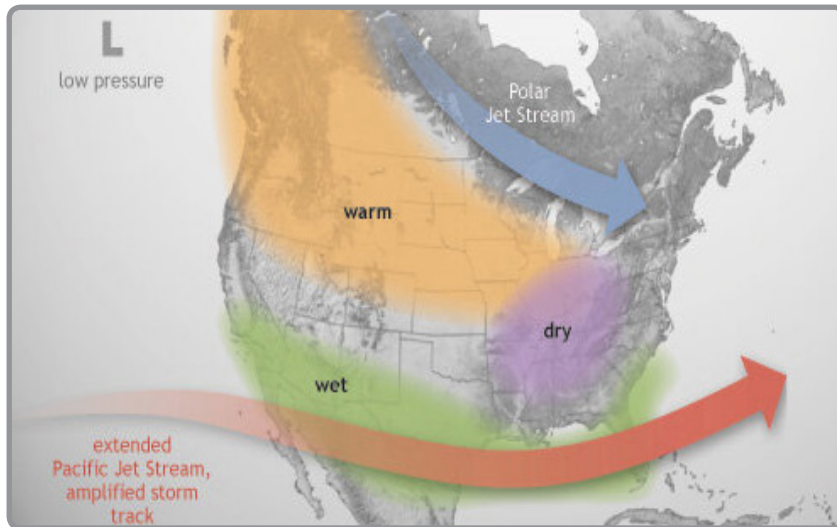 L
low pressure
Polar
Jet Stream
warm
dry
wet
extended
Pacific Jet Stream,
amplified storm
track